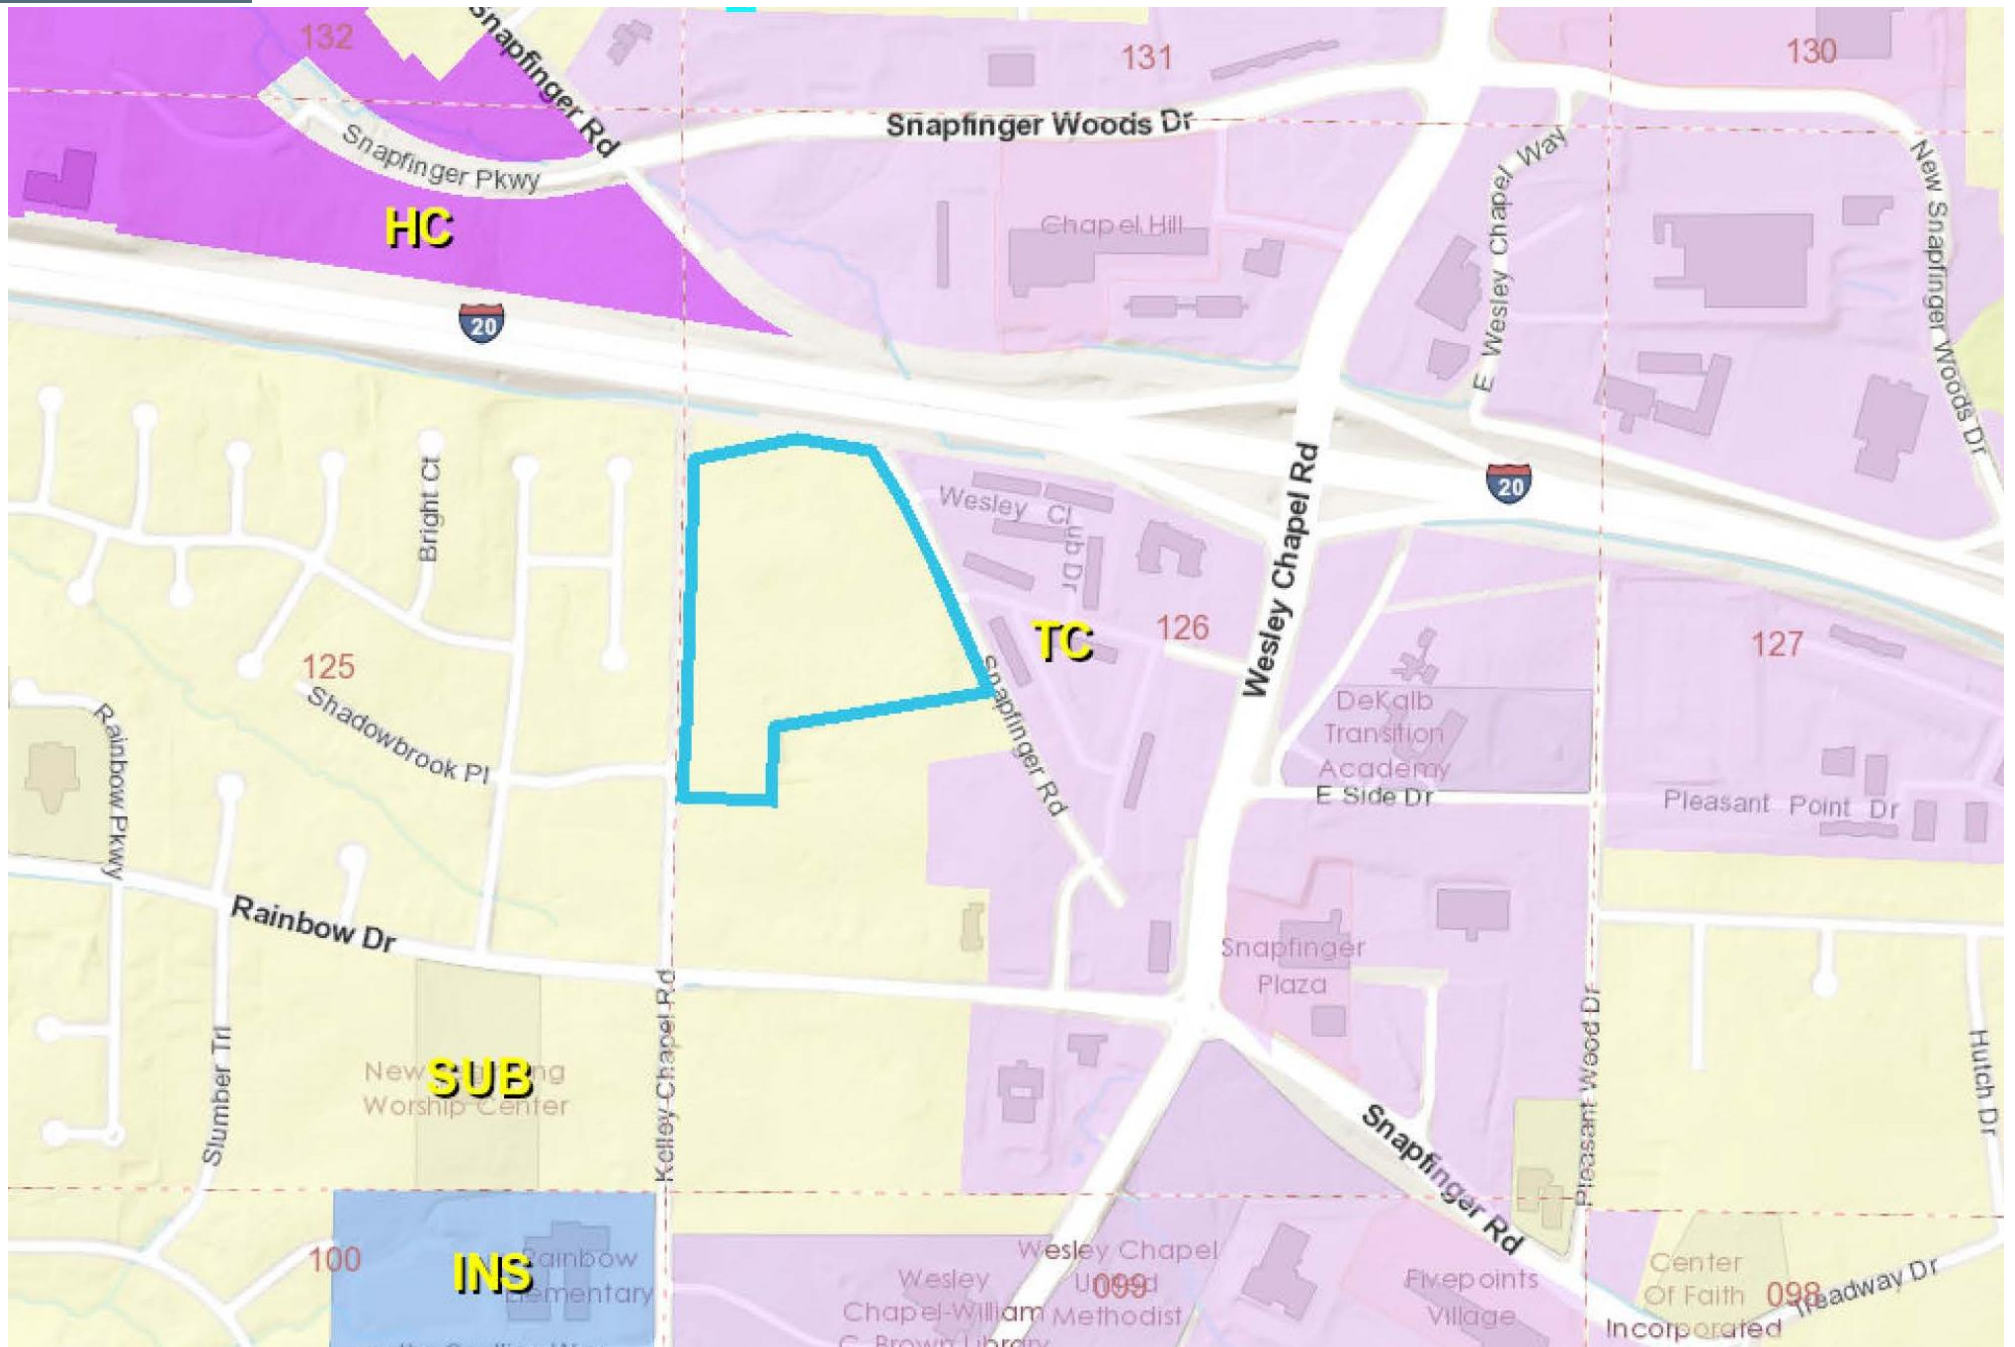 132
Snapfinger Rd
131
130
Snapfinger Woods Dr
Snapfinger Pkwy
E Wesley Chapel Way
New Snapfinger Woods Dr
HC
Chapel Hill
20
Wesley Chapel Rd
20
Bright Ct
Wesley Club Dr
TC
126
127
125
Snapfinger Rd
Shadowbrook Pl
DeKalb
Transition
Academy
E Side Dr
Pleasant Point Dr
Rainbow Pkwy
Rainbow Dr
Snapfinger
Plaza
Kelley Chapel Rd
Pleasant Wood Dr
Hutch Dr
Slumber Trl
SUB
New Beginning
Worship Center
Snapfinger Rd
100
INS
Rainbow
Elementary
Wesley
Chapel-William
C. Brown Library
Wesley Chapel
United
Methodist
099
Fivepoints
Village
Center
Of Faith
Incorporated
098
Treadway Dr